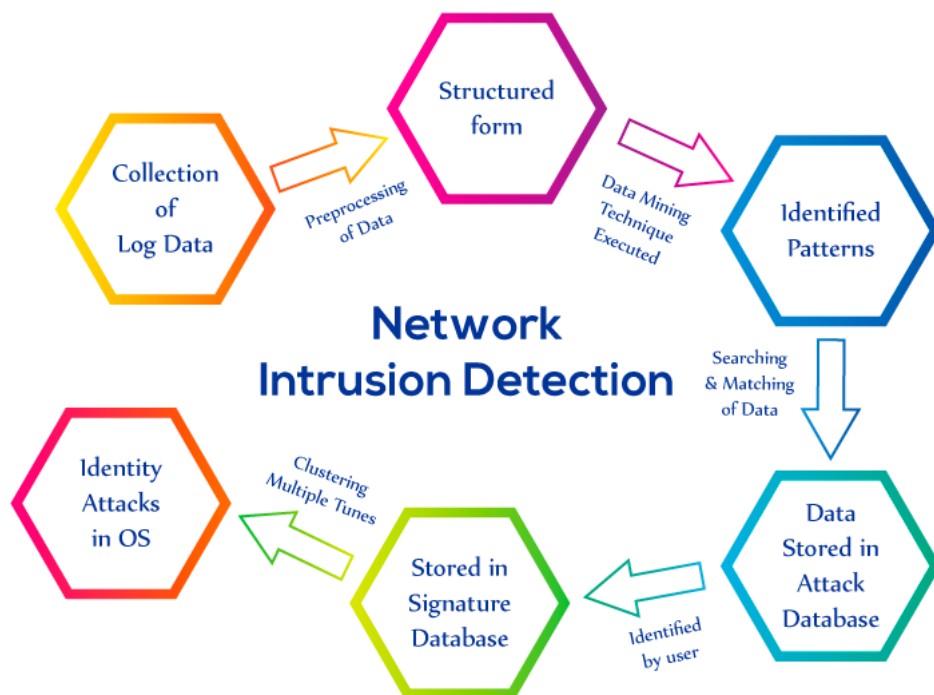 Collection
of
Log Data
Preprocessing
of Data
Structured
form
Data Mining
Technique
Executed
Identified
Patterns
Network
Intrusion Detection
Searching
& Matching
of Data
Data
Stored in
Attack
Database
Identified
by user
Stored in
Signature
Database
Clustering
Multiple Tunes
Identity
Attacks
in OS